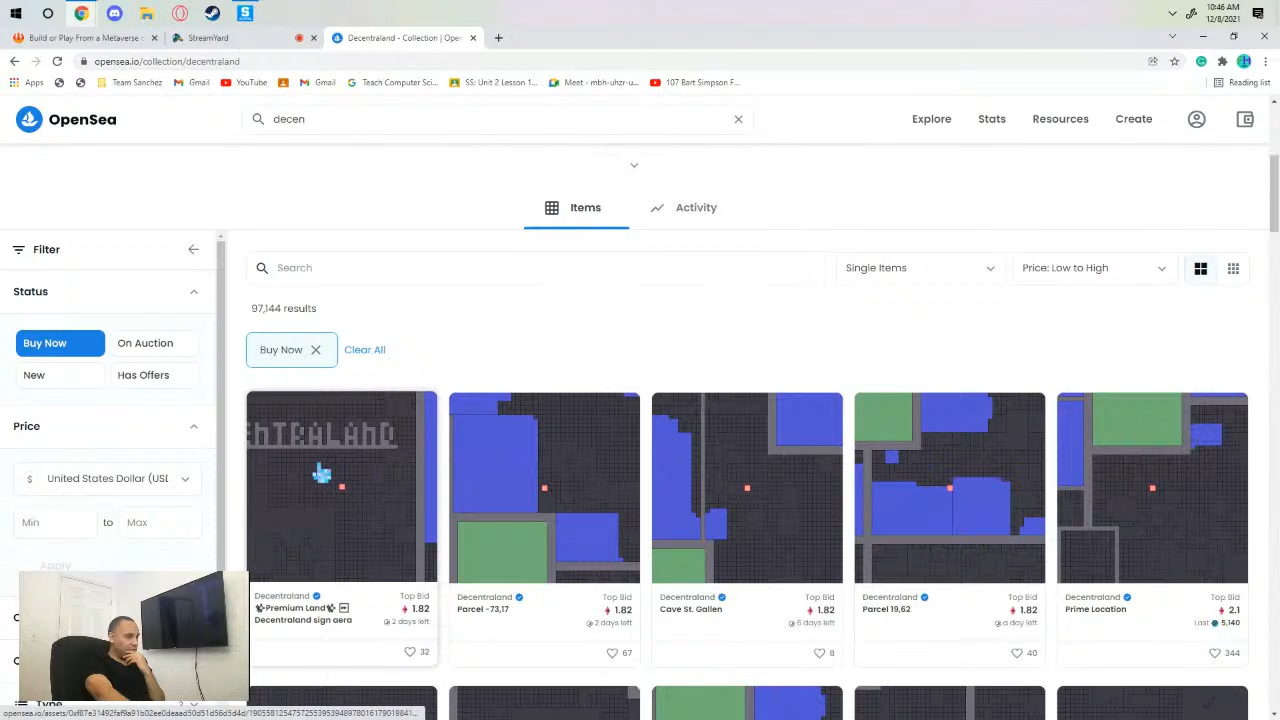 10:46 AM
12/8/2021
Build or Play From a Metaverse
StreamYard
Decentraland - Collection | Open
opensea.io/collection/decentraland
Apps
Team Sanchez
Gmail
YouTube
Gmail
Teach Computer Sci...
SS: Unit 2 Lesson 1...
Meet - mbh-uhzr-u...
107 Bart Simpson F...
Reading list
OpenSea
decen
Explore
Stats
Resources
Create
Items
Activity
Filter
Search
Single Items
Price: Low to High
Status
97,144 results
Buy Now
On Auction
New
Has Offers
Buy Now
Clear All
Price
United States Dollar (USD
Min
to
Max
Apply
Decentraland
Top Bid
Premium Land
1.82
Decentraland sign aera
2 days left
32
Decentraland
Top Bid
Parcel -73,17
1.82
2 days left
67
Decentraland
Top Bid
Cave St. Gallen
1.82
6 days left
8
Decentraland
Top Bid
Parcel 19,62
1.82
a day left
40
Decentraland
Top Bid
Prime Location
2.1
Last 5,140
344